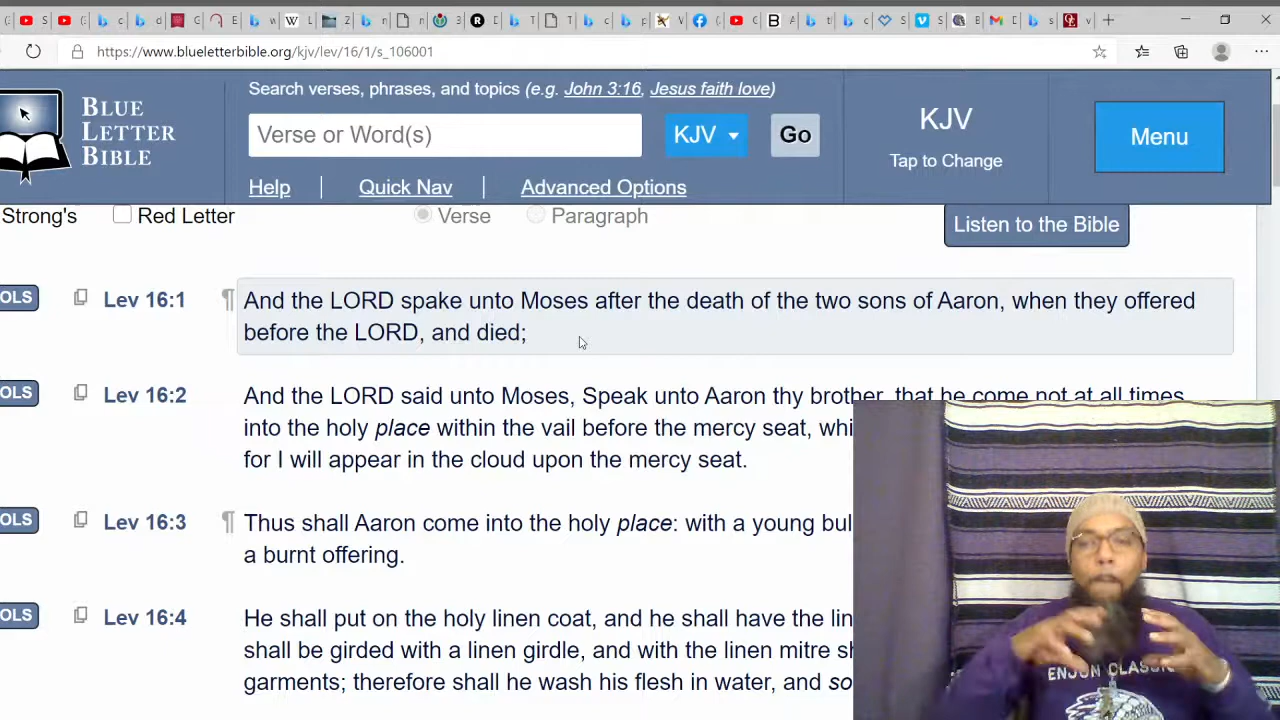 https://www.blueletterbible.org/kjv/lev/16/1/s_106001
Search verses, phrases, and topics (e.g. John 3:16, Jesus faith love)
BLUE
LETTER
BIBLE
Verse or Word(s)
KJV
Go
KJV
Tap to Change
Menu
Help | Quick Nav | Advanced Options
Strong's Red Letter Verse Paragraph
Listen to the Bible
OLS Lev 16:1 ¶ And the LORD spake unto Moses after the death of the two sons of Aaron, when they offered
before the LORD, and died;
OLS Lev 16:2 And the LORD said unto Moses, Speak unto Aaron thy brother, that he come not at all times
into the holy place within the vail before the mercy seat, whi
for I will appear in the cloud upon the mercy seat.
OLS Lev 16:3 ¶ Thus shall Aaron come into the holy place: with a young bul
a burnt offering.
OLS Lev 16:4 He shall put on the holy linen coat, and he shall have the lin
shall be girded with a linen girdle, and with the linen mitre sh
garments; therefore shall he wash his flesh in water, and so
ENJON CLASSIC